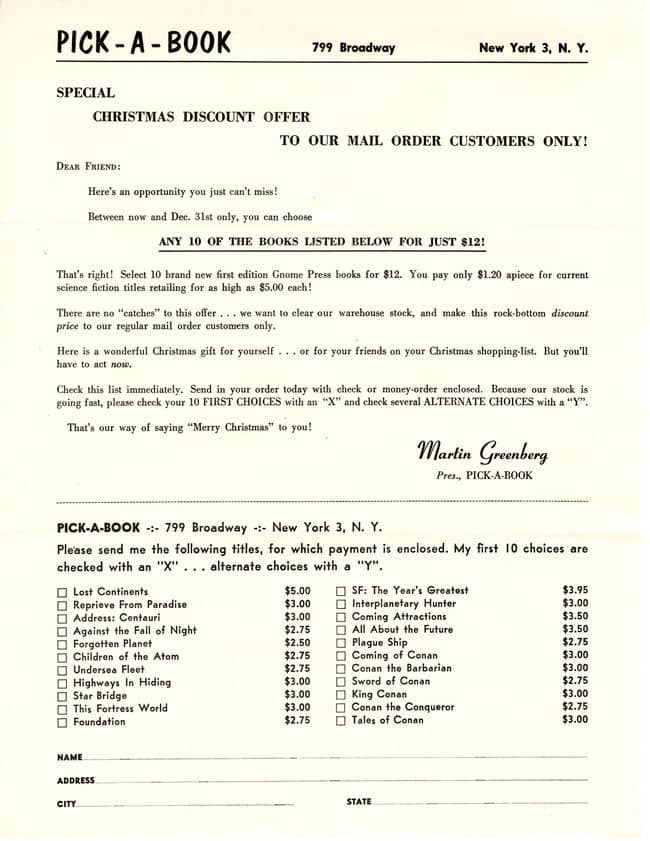 PICK-A-BOOK 799 Broadway New York 3, N. Y.
SPECIAL
CHRISTMAS DISCOUNT OFFER
TO OUR MAIL ORDER CUSTOMERS ONLY!
DEAR FRIEND:
Here's an opportunity you just can't miss!
Between now and Dec. 31st only, you can choose
ANY 10 OF THE BOOKS LISTED BELOW FOR JUST $12!
That's right! Select 10 brand new first edition Gnome Press books for $12. You pay only $1.20 apiece for current
science fiction titles retailing for as high as $5.00 each!
There are no "catches" to this offer . . . we want to clear our warehouse stock, and make this rock-bottom discount
price to our regular mail order customers only.
Here is a wonderful Christmas gift for yourself . . . or for your friends on your Christmas shopping-list. But you'll
have to act now.
Check this list immediately. Send in your order today with check or money-order enclosed. Because our stock is
going fast, please check your 10 FIRST CHOICES with an "X" and check several ALTERNATE CHOICES with a "Y".
That's our way of saying "Merry Christmas" to you!
Martin Greenberg
Pres., PICK-A-BOOK
PICK-A-BOOK -:- 799 Broadway -:- New York 3, N. Y.
Please send me the following titles, for which payment is enclosed. My first 10 choices are
checked with an "X" . . . alternate choices with a "Y".
Lost Continents $5.00
Reprieve From Paradise $3.00
Address: Centauri $3.00
Against the Fall of Night $2.75
Forgotten Planet $2.50
Children of the Atom $2.75
Undersea Fleet $2.75
Highways In Hiding $3.00
Star Bridge $3.00
This Fortress World $3.00
Foundation $2.75
SF: The Year's Greatest $3.95
Interplanetary Hunter $3.00
Coming Attractions $3.50
All About the Future $3.50
Plague Ship $2.75
Coming of Conan $3.00
Conan the Barbarian $3.00
Sword of Conan $2.75
King Conan $3.00
Conan the Conqueror $2.75
Tales of Conan $3.00
NAME
ADDRESS
CITY STATE